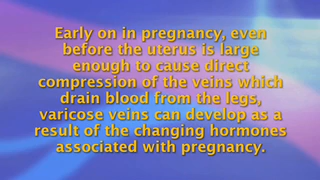 Early on in pregnancy, even
before the uterus is large
enough to cause direct
compression of the veins which
drain blood from the legs,
varicose veins can develop as a
result of the changing hormones
associated with pregnancy.